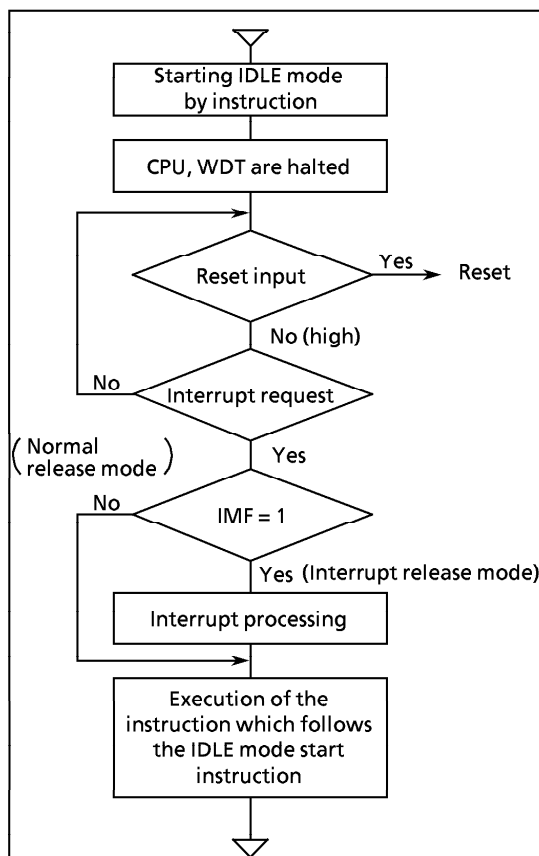 Starting IDLE mode
by instruction
CPU, WDT are halted
Reset input
Yes
Reset
No (high)
No
Interrupt request
(Normal
release mode)
Yes
No
IMF = 1
Yes (Interrupt release mode)
Interrupt processing
Execution of the
instruction which follows
the IDLE mode start
instruction